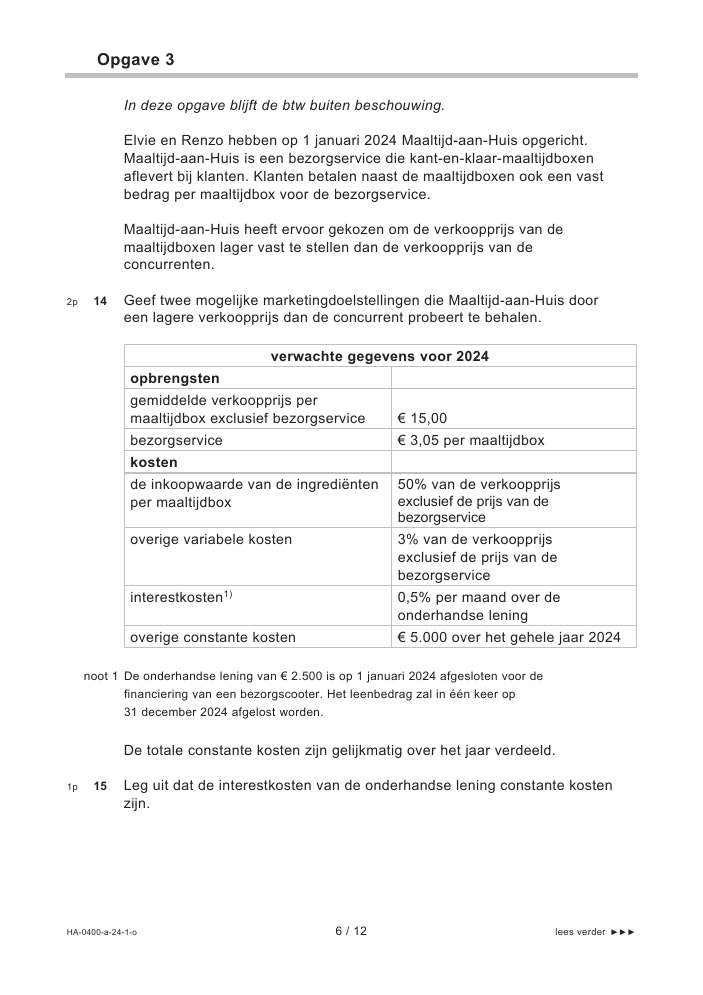 Opgave 3
In deze opgave blijft de btw buiten beschouwing.
Elvie en Renzo hebben op 1 januari 2024 Maaltijd-aan-Huis opgericht.
Maaltijd-aan-Huis is een bezorgservice die kant-en-klaar-maaltijdboxen
aflevert bij klanten. Klanten betalen naast de maaltijdboxen ook een vast
bedrag per maaltijdbox voor de bezorgservice.
Maaltijd-aan-Huis heeft ervoor gekozen om de verkoopprijs van de
maaltijdboxen lager vast te stellen dan de verkoopprijs van de
concurrenten.
2p 14 Geef twee mogelijke marketingdoelstellingen die Maaltijd-aan-Huis door
een lagere verkoopprijs dan de concurrent probeert te behalen.
verwachte gegevens voor 2024
opbrengsten
gemiddelde verkoopprijs per
maaltijdbox exclusief bezorgservice € 15,00
bezorgservice € 3,05 per maaltijdbox
kosten
de inkoopwaarde van de ingrediënten 50% van de verkoopprijs
per maaltijdbox exclusief de prijs van de
bezorgservice
overige variabele kosten 3% van de verkoopprijs
exclusief de prijs van de
bezorgservice
interestkosten1) 0,5% per maand over de
onderhandse lening
overige constante kosten € 5.000 over het gehele jaar 2024
noot 1 De onderhandse lening van € 2.500 is op 1 januari 2024 afgesloten voor de
financiering van een bezorgscooter. Het leenbedrag zal in één keer op
31 december 2024 afgelost worden.
De totale constante kosten zijn gelijkmatig over het jaar verdeeld.
1p 15 Leg uit dat de interestkosten van de onderhandse lening constante kosten
zijn.
HA-0400-a-24-1-o 6 / 12 lees verder ►►►